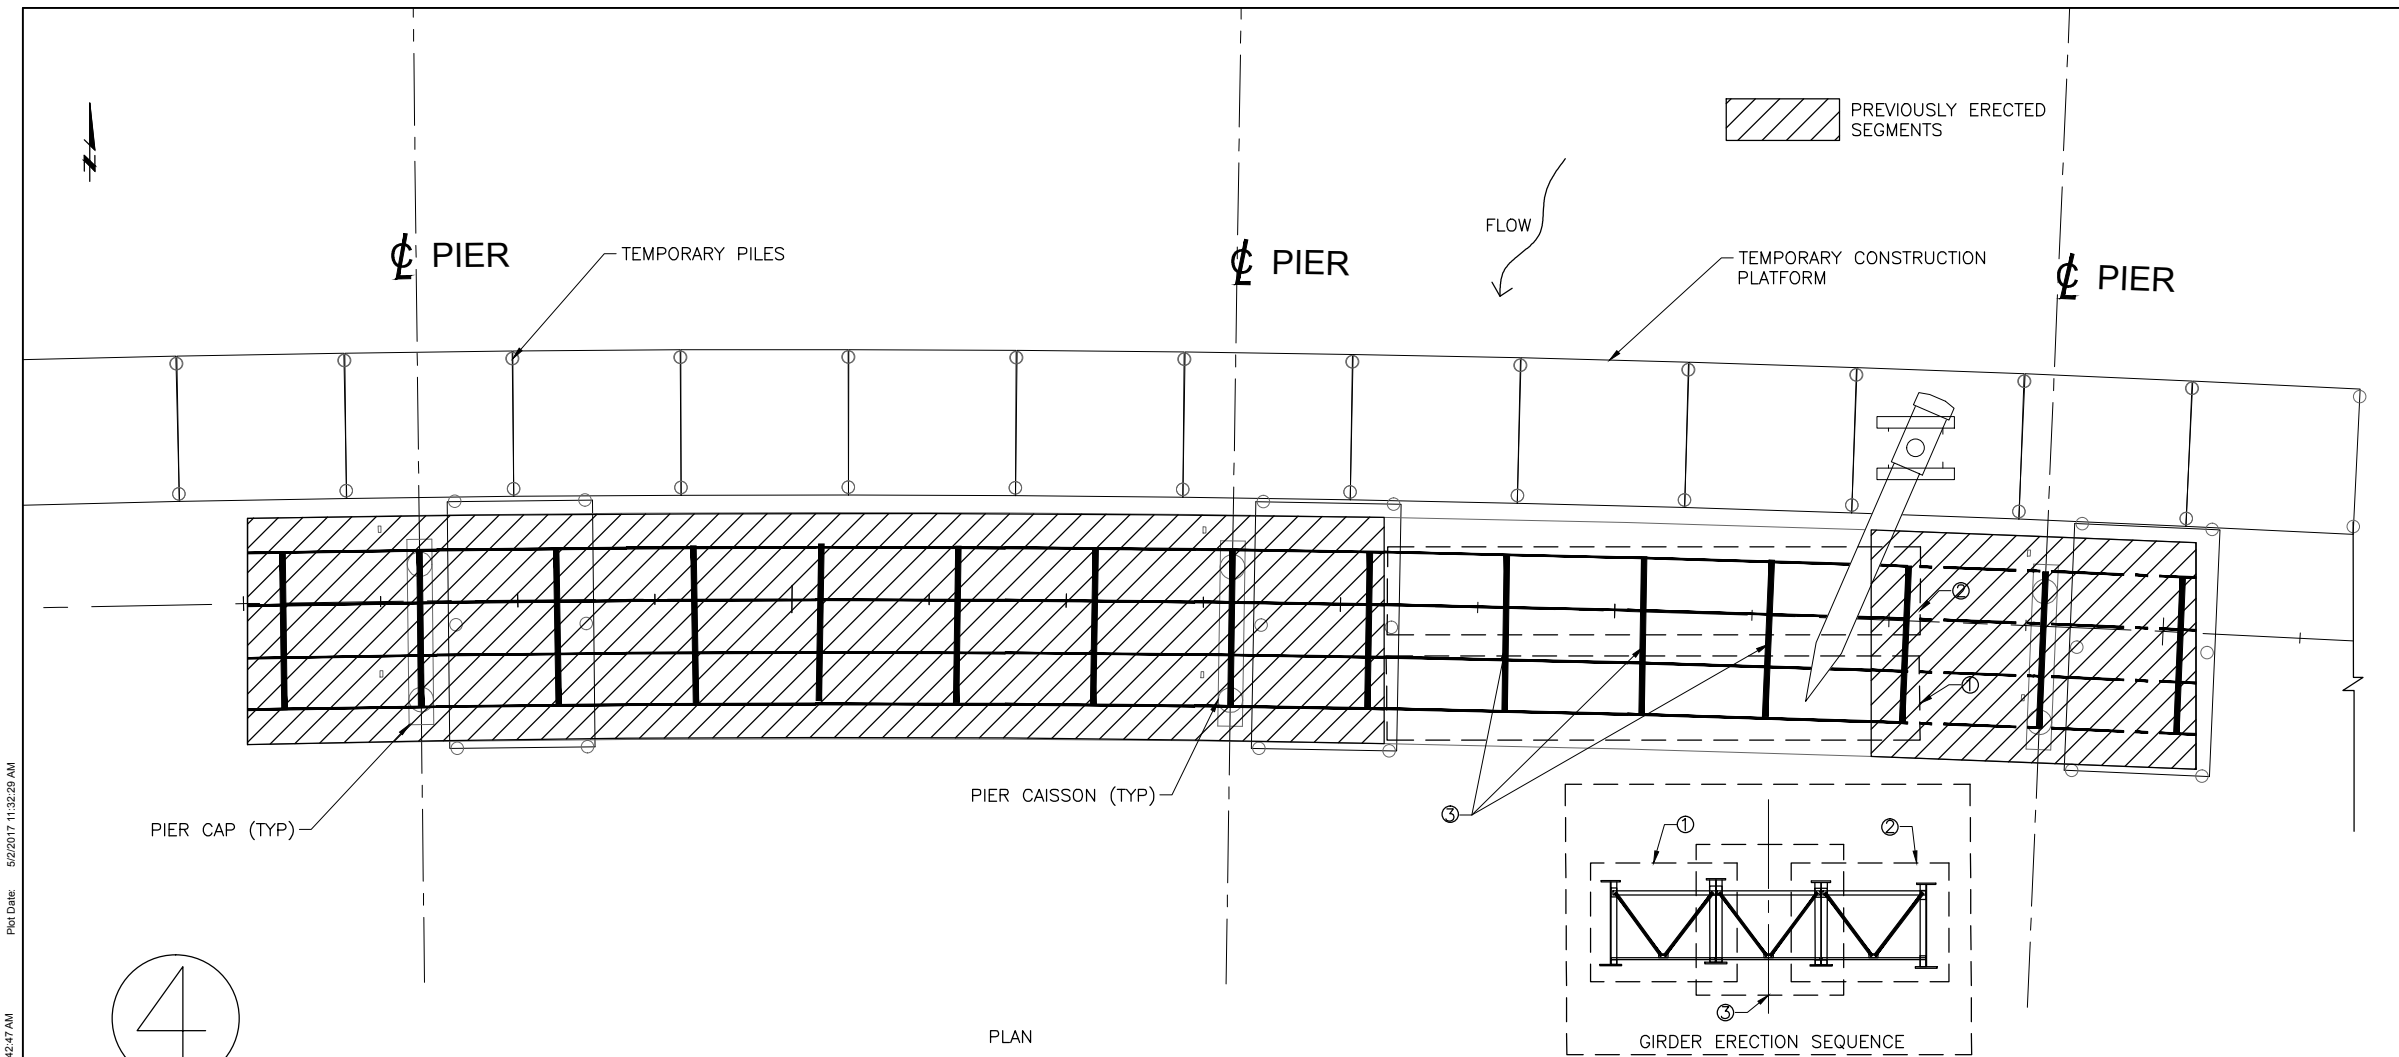 PREVIOUSLY ERECTED
SEGMENTS
FLOW
℄ PIER
TEMPORARY PILES
℄ PIER
TEMPORARY CONSTRUCTION
PLATFORM
℄ PIER
2
1
PIER CAISSON (TYP)
PIER CAP (TYP)
3
1
2
3
GIRDER ERECTION SEQUENCE
PLAN
4
Plot Date: 5/2/2017 11:32:29 AM
42:47 AM
N